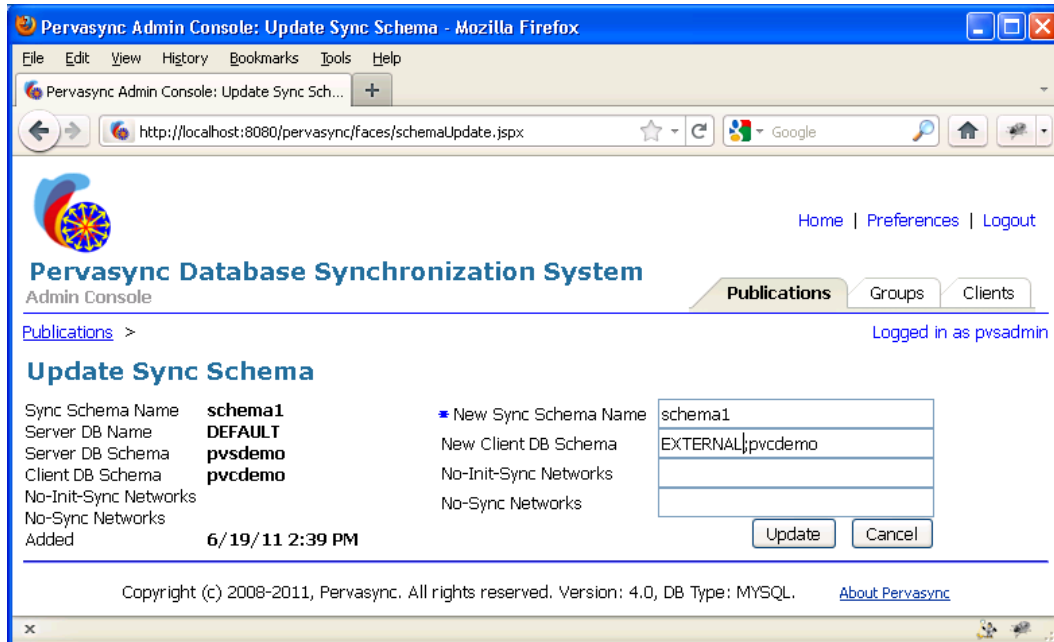 Pervasync Admin Console: Update Sync Schema - Mozilla Firefox
File Edit View History Bookmarks Tools Help
Pervasync Admin Console: Update Sync Sch... +
http://localhost:8080/pervasync/faces/schemaUpdate.jspx Google
Home | Preferences | Logout
Pervasync Database Synchronization System
Admin Console
Publications Groups Clients
Publications > Logged in as pvsadmin
Update Sync Schema
Sync Schema Name schema1
Server DB Name DEFAULT
Server DB Schema pvsdemo
Client DB Schema pvcdemo
No-Init-Sync Networks
No-Sync Networks
Added 6/19/11 2:39 PM
New Sync Schema Name schema1
New Client DB Schema EXTERNAL;pvcdemo
No-Init-Sync Networks
No-Sync Networks
Update Cancel
Copyright (c) 2008-2011, Pervasync. All rights reserved. Version: 4.0, DB Type: MYSQL. About Pervasync
x